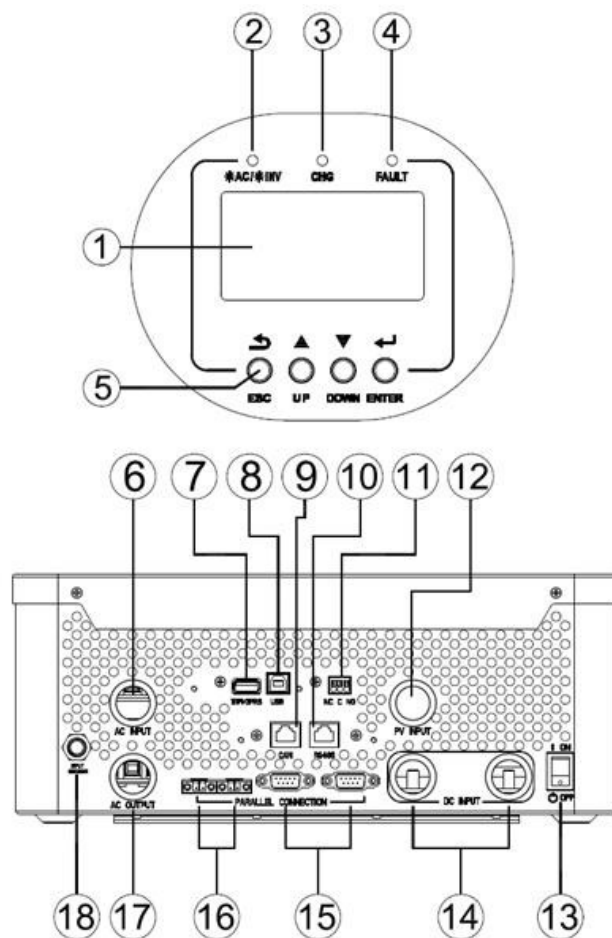 2 3 4
☀AC/☀INV CHG FAULT
1
5
ESC UP DOWN ENTER
6 7 8 9 10 11 12
USB NC C NO
AC INPUT PV INPUT
CAN RS485
I ON
AC OUTPUT PARALLEL CONNECTION DC INPUT OFF
18 17 16 15 14 13